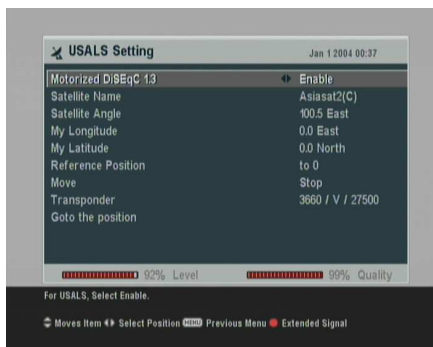 USALS Setting Jan 1 2004 00:37
Motorized DiSEqC 1.3 Enable
Satellite Name Asiasat2(C)
Satellite Angle 100.5 East
My Longitude 0.0 East
My Latitude 0.0 North
Reference Position to 0
Move Stop
Transponder 3660 / V / 27500
Goto the position
92% Level 99% Quality
For USALS, Select Enable.
Moves Item Select Position MENU Previous Menu Extended Signal